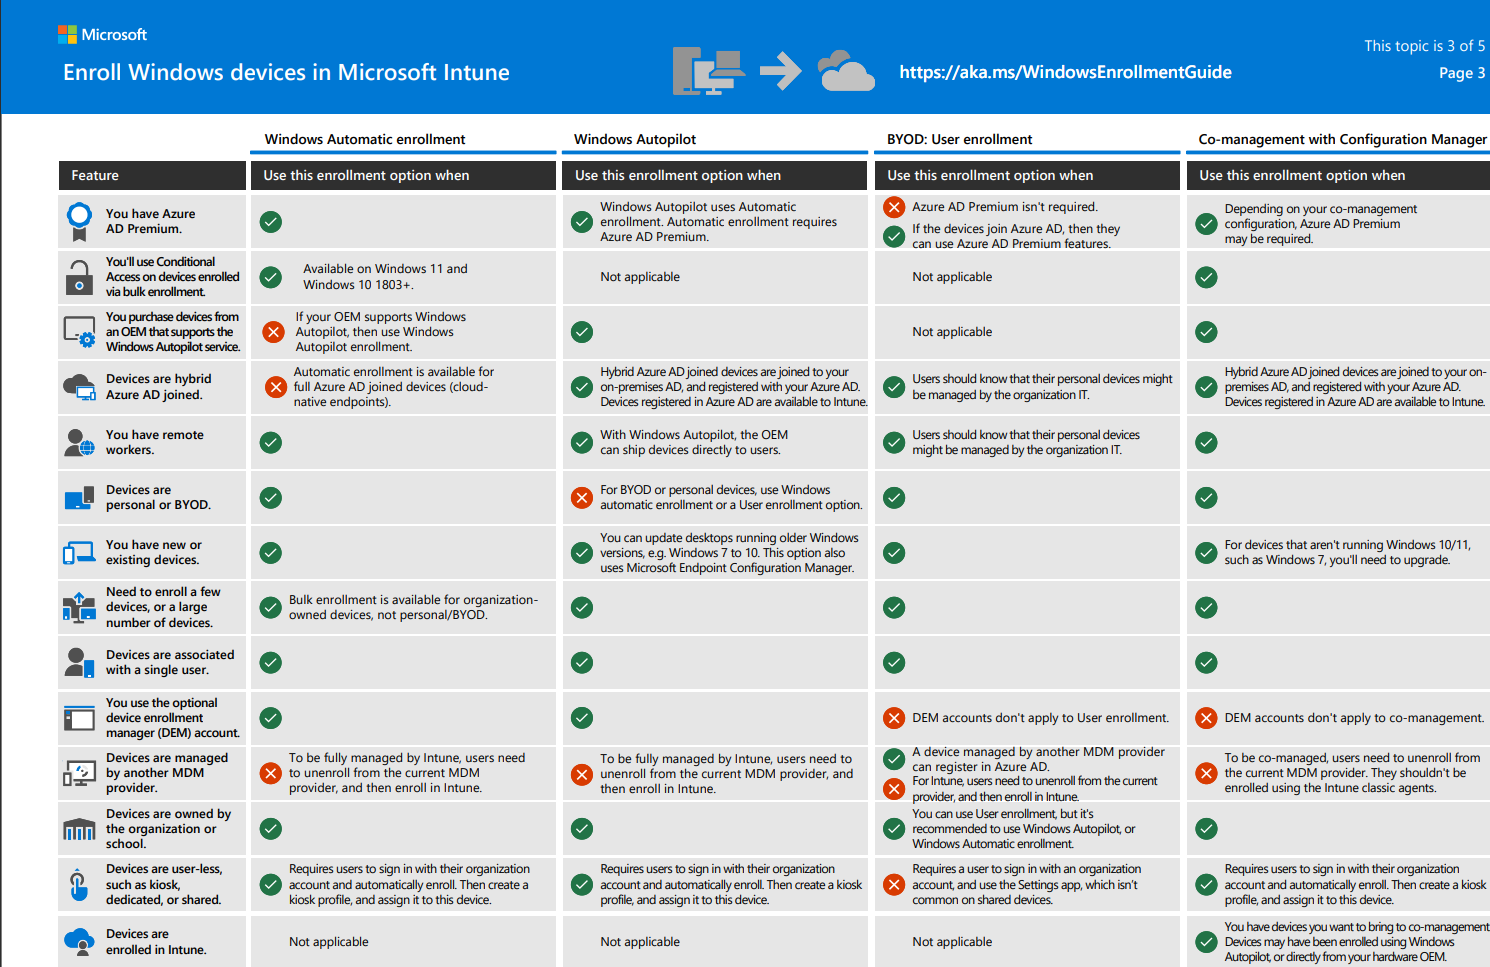 Microsoft
Enroll Windows devices in Microsoft Intune
https://aka.ms/WindowsEnrollmentGuide
This topic is 3 of 5
Page 3
Windows Automatic enrollment
Windows Autopilot
BYOD: User enrollment
Co-management with Configuration Manager
Feature
Use this enrollment option when
Use this enrollment option when
Use this enrollment option when
Use this enrollment option when
You have Azure
AD Premium.
Windows Autopilot uses Automatic
enrollment. Automatic enrollment requires
Azure AD Premium.
Azure AD Premium isn't required.
If the devices join Azure AD, then they
can use Azure AD Premium features.
Depending on your co-management
configuration, Azure AD Premium
may be required.
You'll use Conditional
Access on devices enrolled
via bulk enrollment.
Available on Windows 11 and
Windows 10 1803+.
Not applicable
Not applicable
You purchase devices from
an OEM that supports the
Windows Autopilot service.
If your OEM supports Windows
Autopilot, then use Windows
Autopilot enrollment.
Not applicable
Devices are hybrid
Azure AD joined.
Automatic enrollment is available for
full Azure AD joined devices (cloud-
native endpoints).
Hybrid Azure AD joined devices are joined to your
on-premises AD, and registered with your Azure AD.
Devices registered in Azure AD are available to Intune.
Users should know that their personal devices might
be managed by the organization IT.
Hybrid Azure AD joined devices are joined to your on-
premises AD, and registered with your Azure AD.
Devices registered in Azure AD are available to Intune.
You have remote
workers.
With Windows Autopilot, the OEM
can ship devices directly to users.
Users should know that their personal devices
might be managed by the organization IT.
Devices are
personal or BYOD.
For BYOD or personal devices, use Windows
automatic enrollment or a User enrollment option.
You have new or
existing devices.
You can update desktops running older Windows
versions, e.g. Windows 7 to 10. This option also
uses Microsoft Endpoint Configuration Manager.
For devices that aren't running Windows 10/11,
such as Windows 7, you'll need to upgrade.
Need to enroll a few
devices, or a large
number of devices.
Bulk enrollment is available for organization-
owned devices, not personal/BYOD.
Devices are associated
with a single user.
You use the optional
device enrollment
manager (DEM) account.
DEM accounts don't apply to User enrollment.
DEM accounts don't apply to co-management.
Devices are managed
by another MDM
provider.
To be fully managed by Intune, users need
to unenroll from the current MDM
provider, and then enroll in Intune.
To be fully managed by Intune, users need to
unenroll from the current MDM provider, and
then enroll in Intune.
A device managed by another MDM provider
can register in Azure AD.
For Intune, users need to unenroll from the current
provider, and then enroll in Intune.
To be co-managed, users need to unenroll from
the current MDM provider. They shouldn't be
enrolled using the Intune classic agents.
Devices are owned by
the organization or
school.
You can use User enrollment, but it's
recommended to use Windows Autopilot, or
Windows Automatic enrollment.
Devices are user-less,
such as kiosk,
dedicated, or shared.
Requires users to sign in with their organization
account and automatically enroll. Then create a
kiosk profile, and assign it to this device.
Requires users to sign in with their organization
account and automatically enroll. Then create a kiosk
profile, and assign it to this device.
Requires a user to sign in with an organization
account, and use the Settings app, which isn't
common on shared devices.
Requires users to sign in with their organization
account and automatically enroll. Then create a kiosk
profile, and assign it to this device.
Devices are
enrolled in Intune.
Not applicable
Not applicable
Not applicable
You have devices you want to bring to co-management
Devices may have been enrolled using Windows
Autopilot, or directly from your hardware OEM.